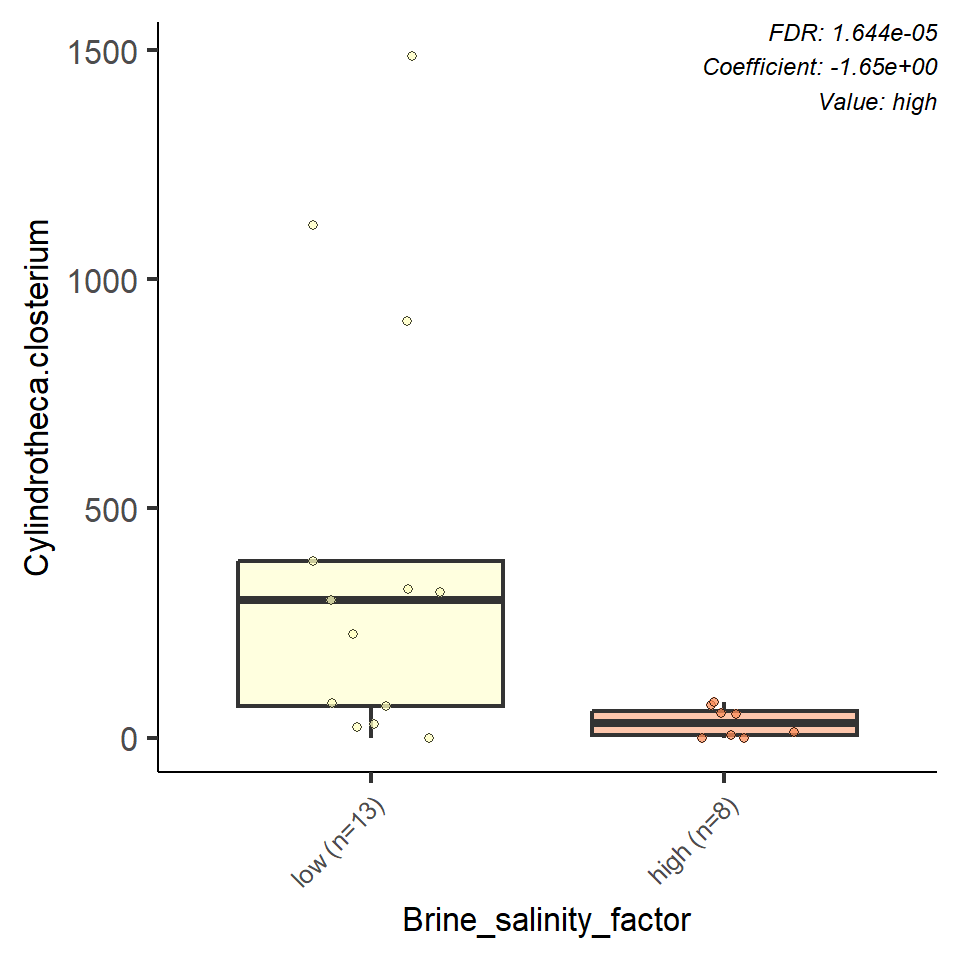 FDR: 1.644e-05
Coefficient: -1.65e+00
Value: high
1500
1000
500
0
Cylindrotheca.closterium
low (n=13)
high (n=8)
Brine_salinity_factor